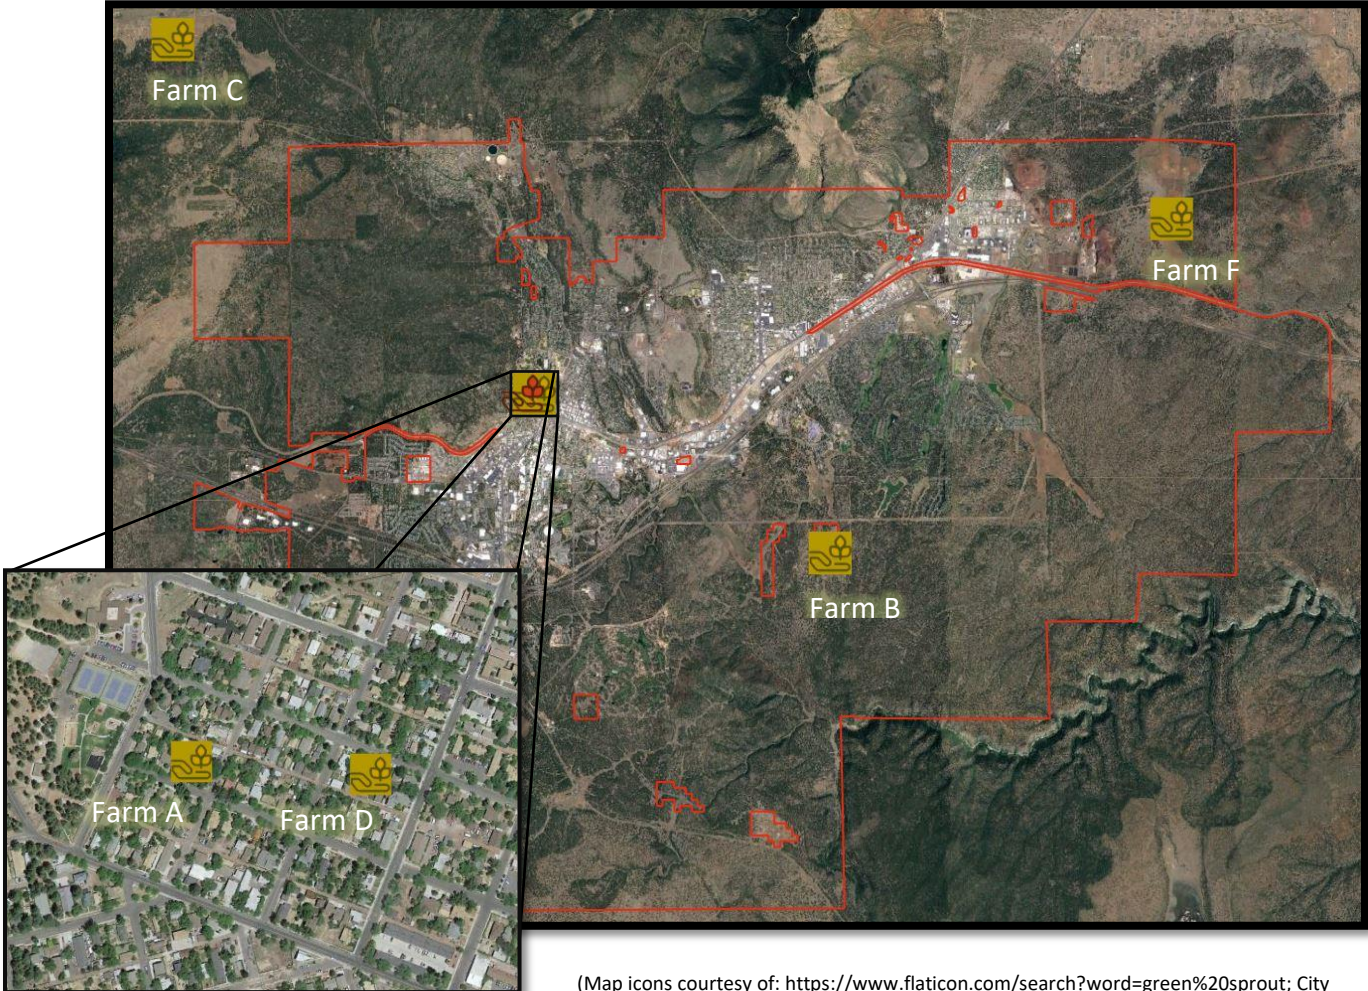 Farm C
Farm F
Farm B
Farm A
Farm D
(Map icons courtesy of: https://www.flaticon.com/search?word=green%20sprout; City